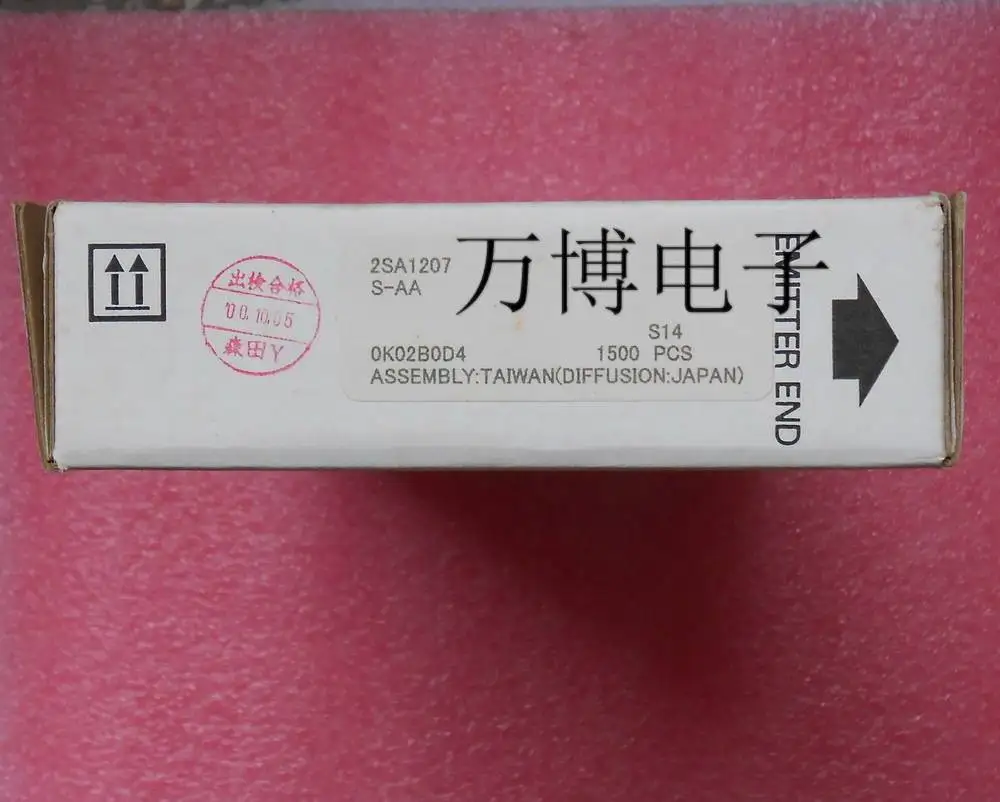 出検合格
'00.10.05
森田Y
2SA1207
S-AA
万博电子
S14
0K02B0D4 1500 PCS
ASSEMBLY:TAIWAN(DIFFUSION:JAPAN)
EMITTER END